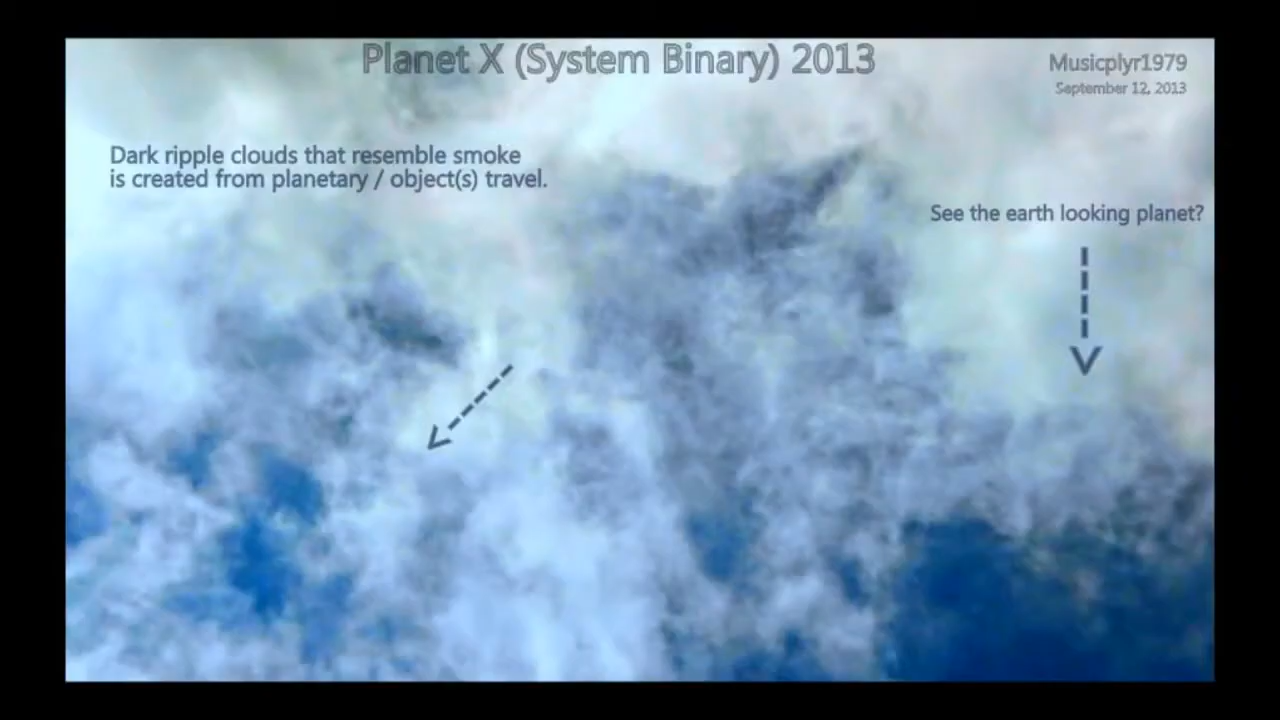 Planet X (System Binary) 2013
Musicplyr1979
September 12, 2013
Dark ripple clouds that resemble smoke
is created from planetary / object(s) travel.
See the earth looking planet?